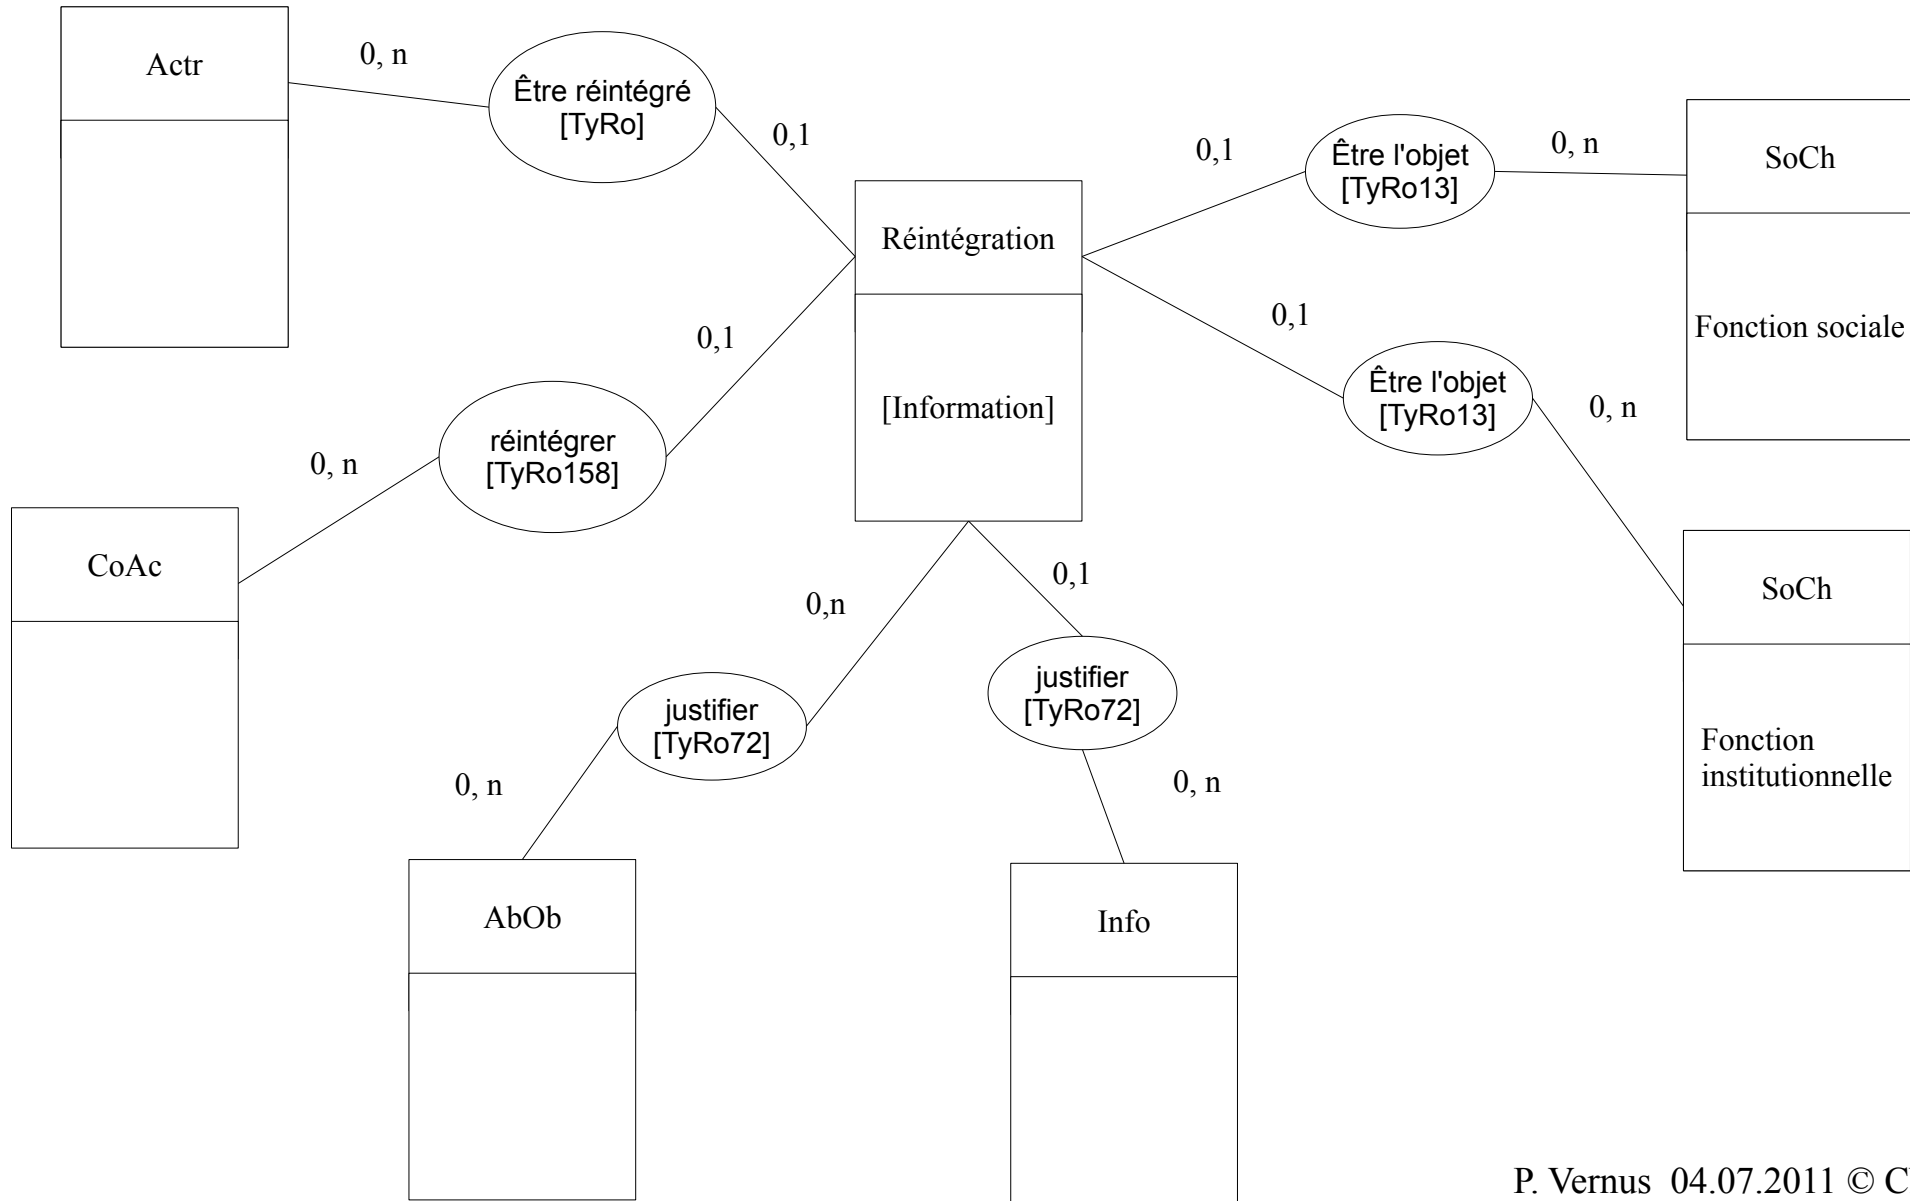 Actr
0, n
Être réintégré
[TyRo]
0,1
Réintégration
[Information]
0,1
Être l'objet
[TyRo13]
0, n
SoCh
Fonction sociale
0,1
Être l'objet
[TyRo13]
0, n
SoCh
Fonction
institutionnelle
0,1
réintégrer
[TyRo158]
0, n
CoAc
0,n
justifier
[TyRo72]
0, n
AbOb
0,1
justifier
[TyRo72]
0, n
Info
P. Vernus 04.07.2011 © C